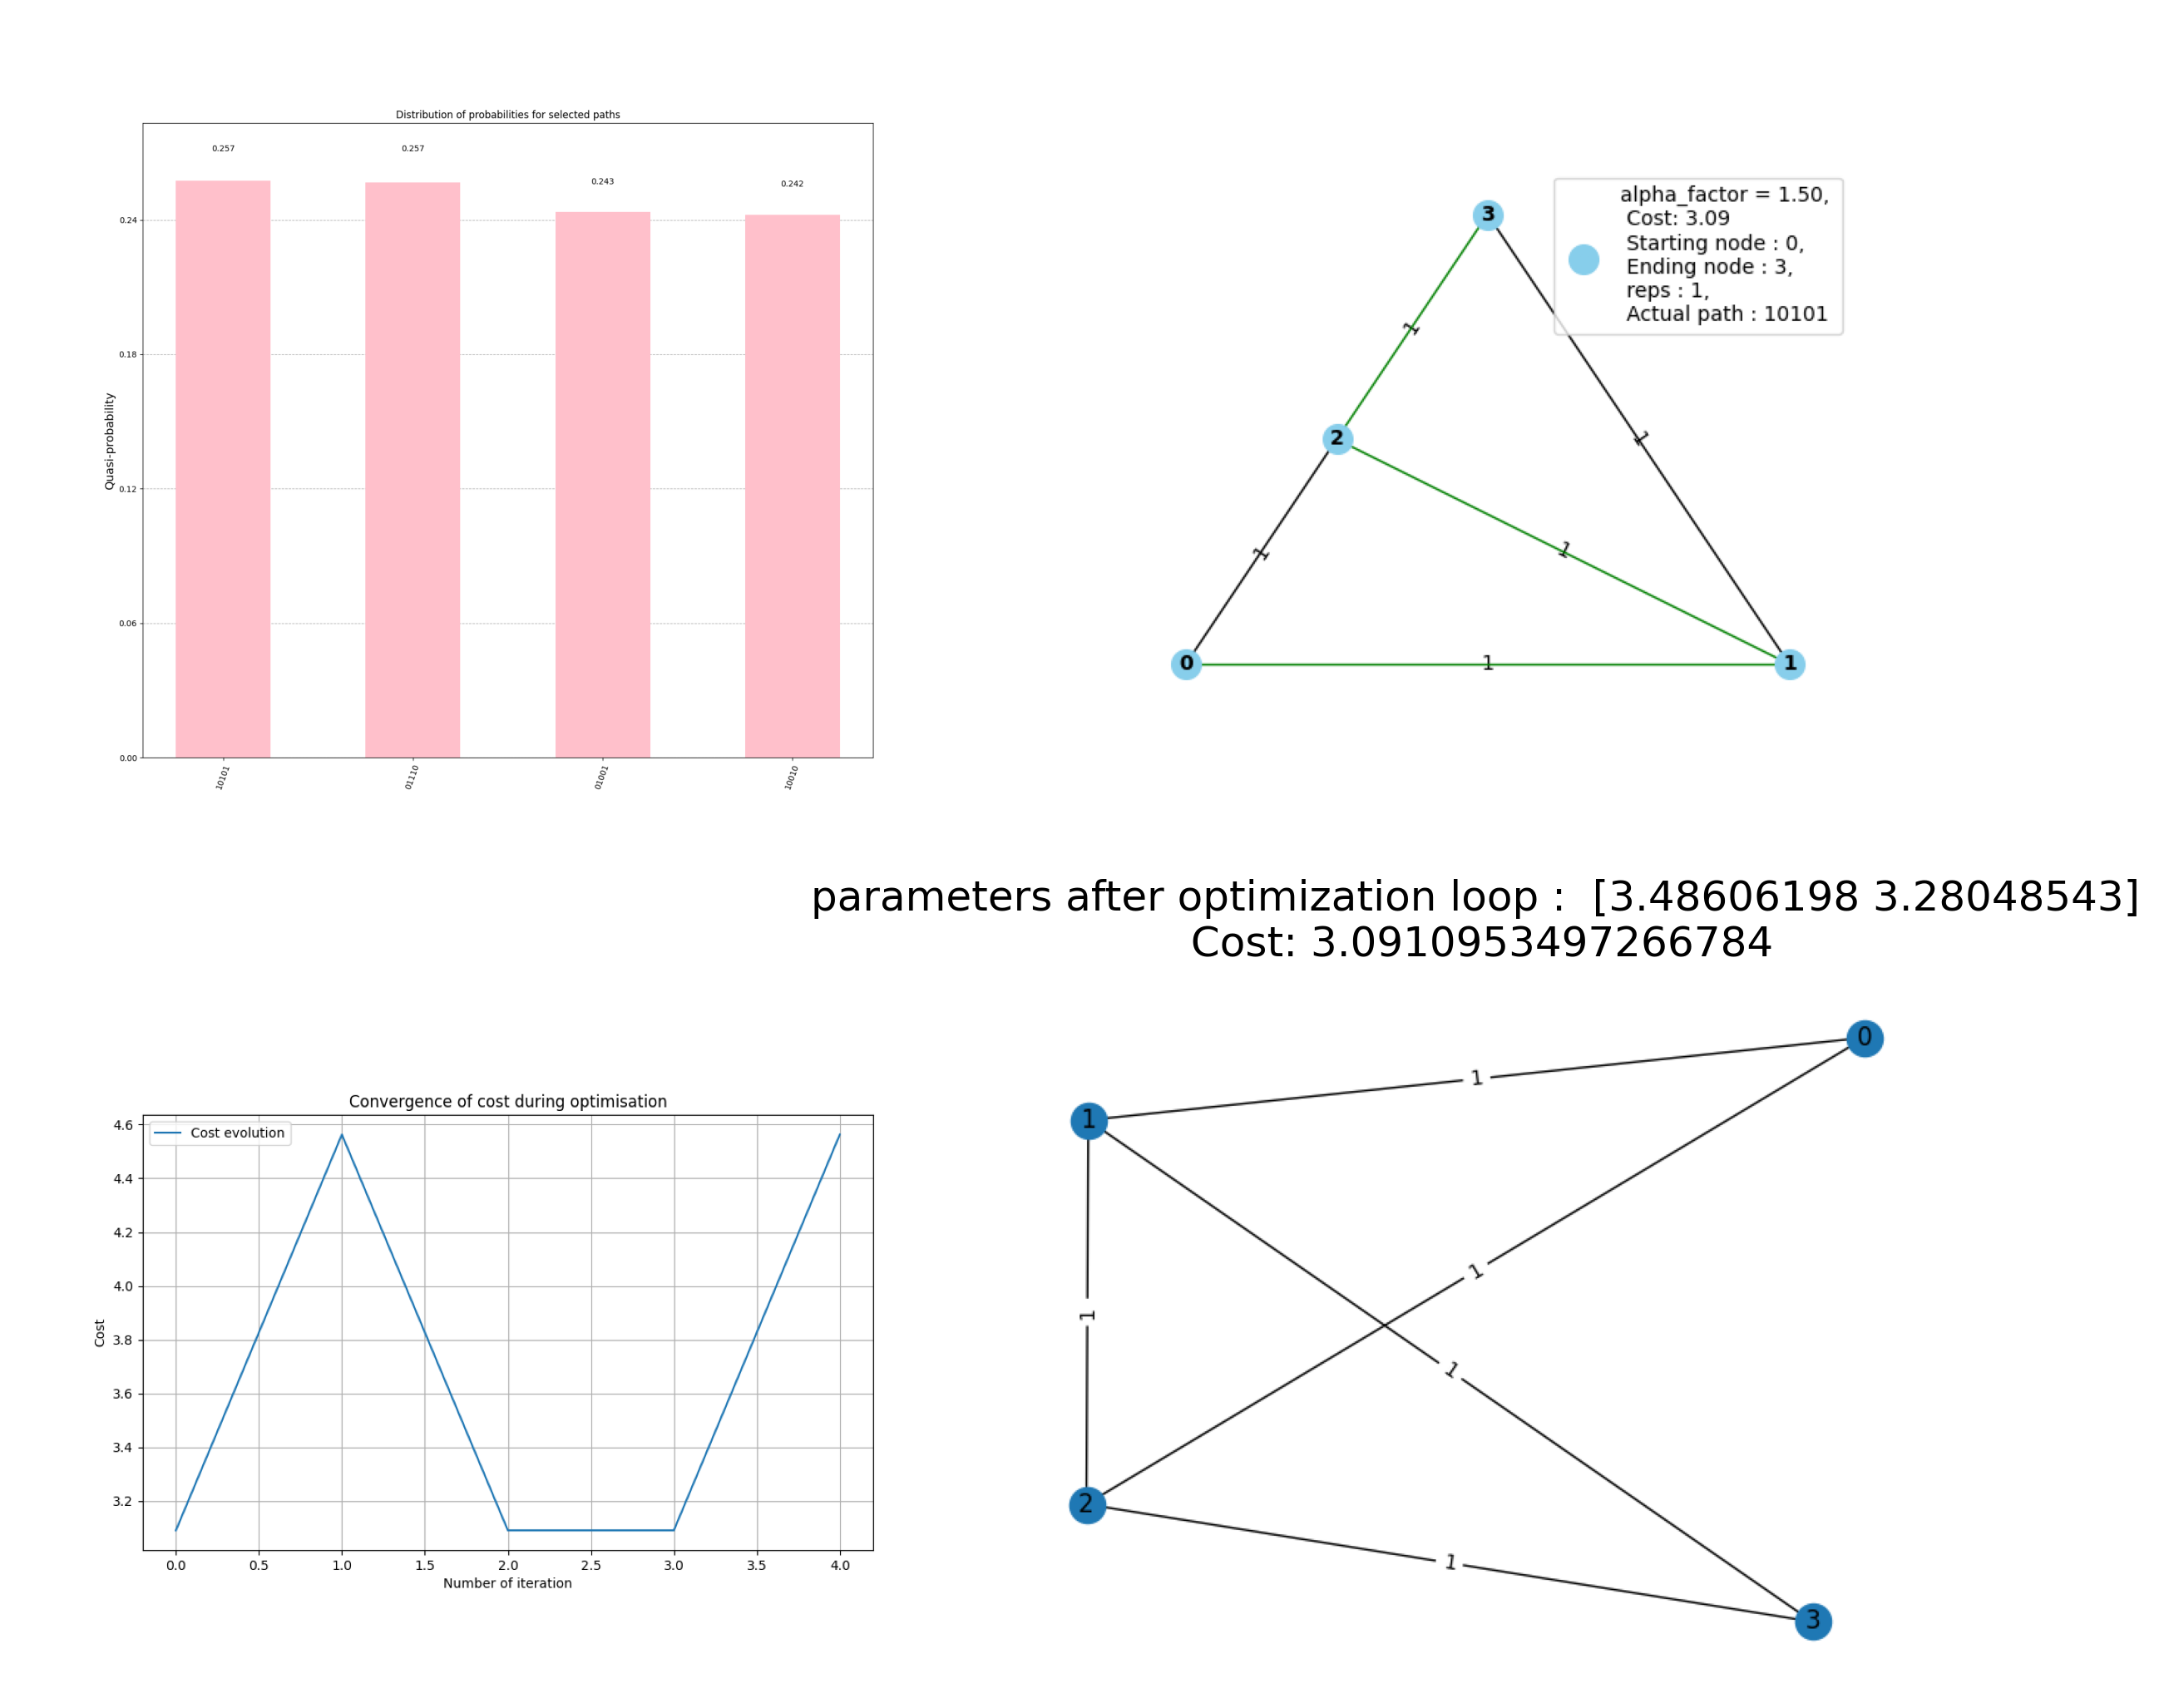 Distribution of probabilities for selected paths
0.257
0.257
0.243
0.242
0.24
0.18
0.12
0.06
0.00
Quasi-probability
10101
01110
01001
10010
alpha_factor = 1.50,
Cost: 3.09
Starting node : 0,
Ending node : 3,
reps : 1,
Actual path : 10101
3
1
1
2
1
1
0
1
1
parameters after optimization loop : [3.48606198 3.28048543]
Cost: 3.0910953497266784
Convergence of cost during optimisation
Cost evolution
4.6
4.4
4.2
4.0
3.8
3.6
3.4
3.2
Cost
0.0 0.5 1.0 1.5 2.0 2.5 3.0 3.5 4.0
Number of iteration
0
1
1
1
1
1
2
1
3